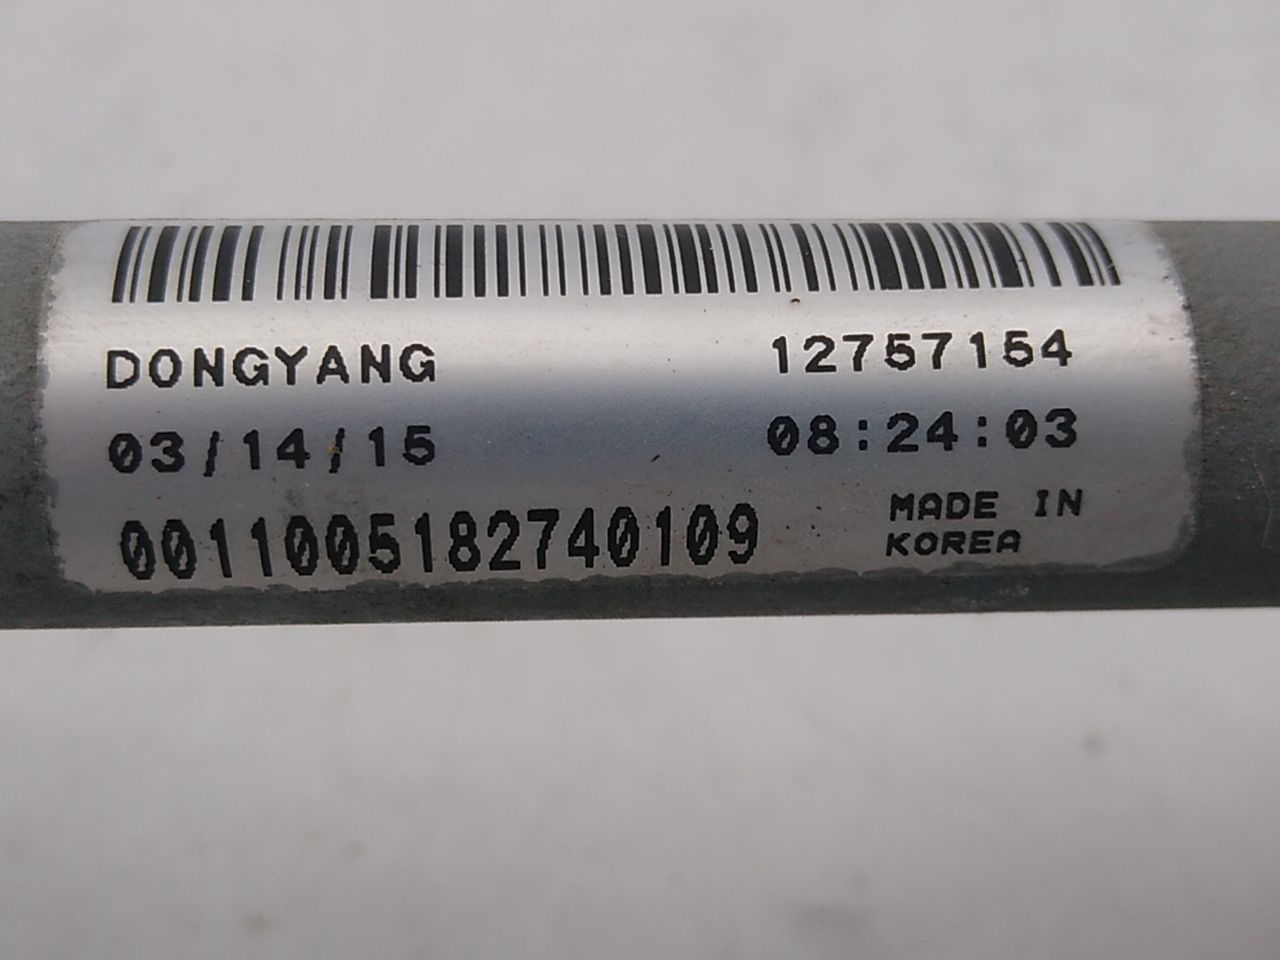 DONGYANG 12757154
03/14/15 08:24:03
0011005182740109 MADE IN
KOREA